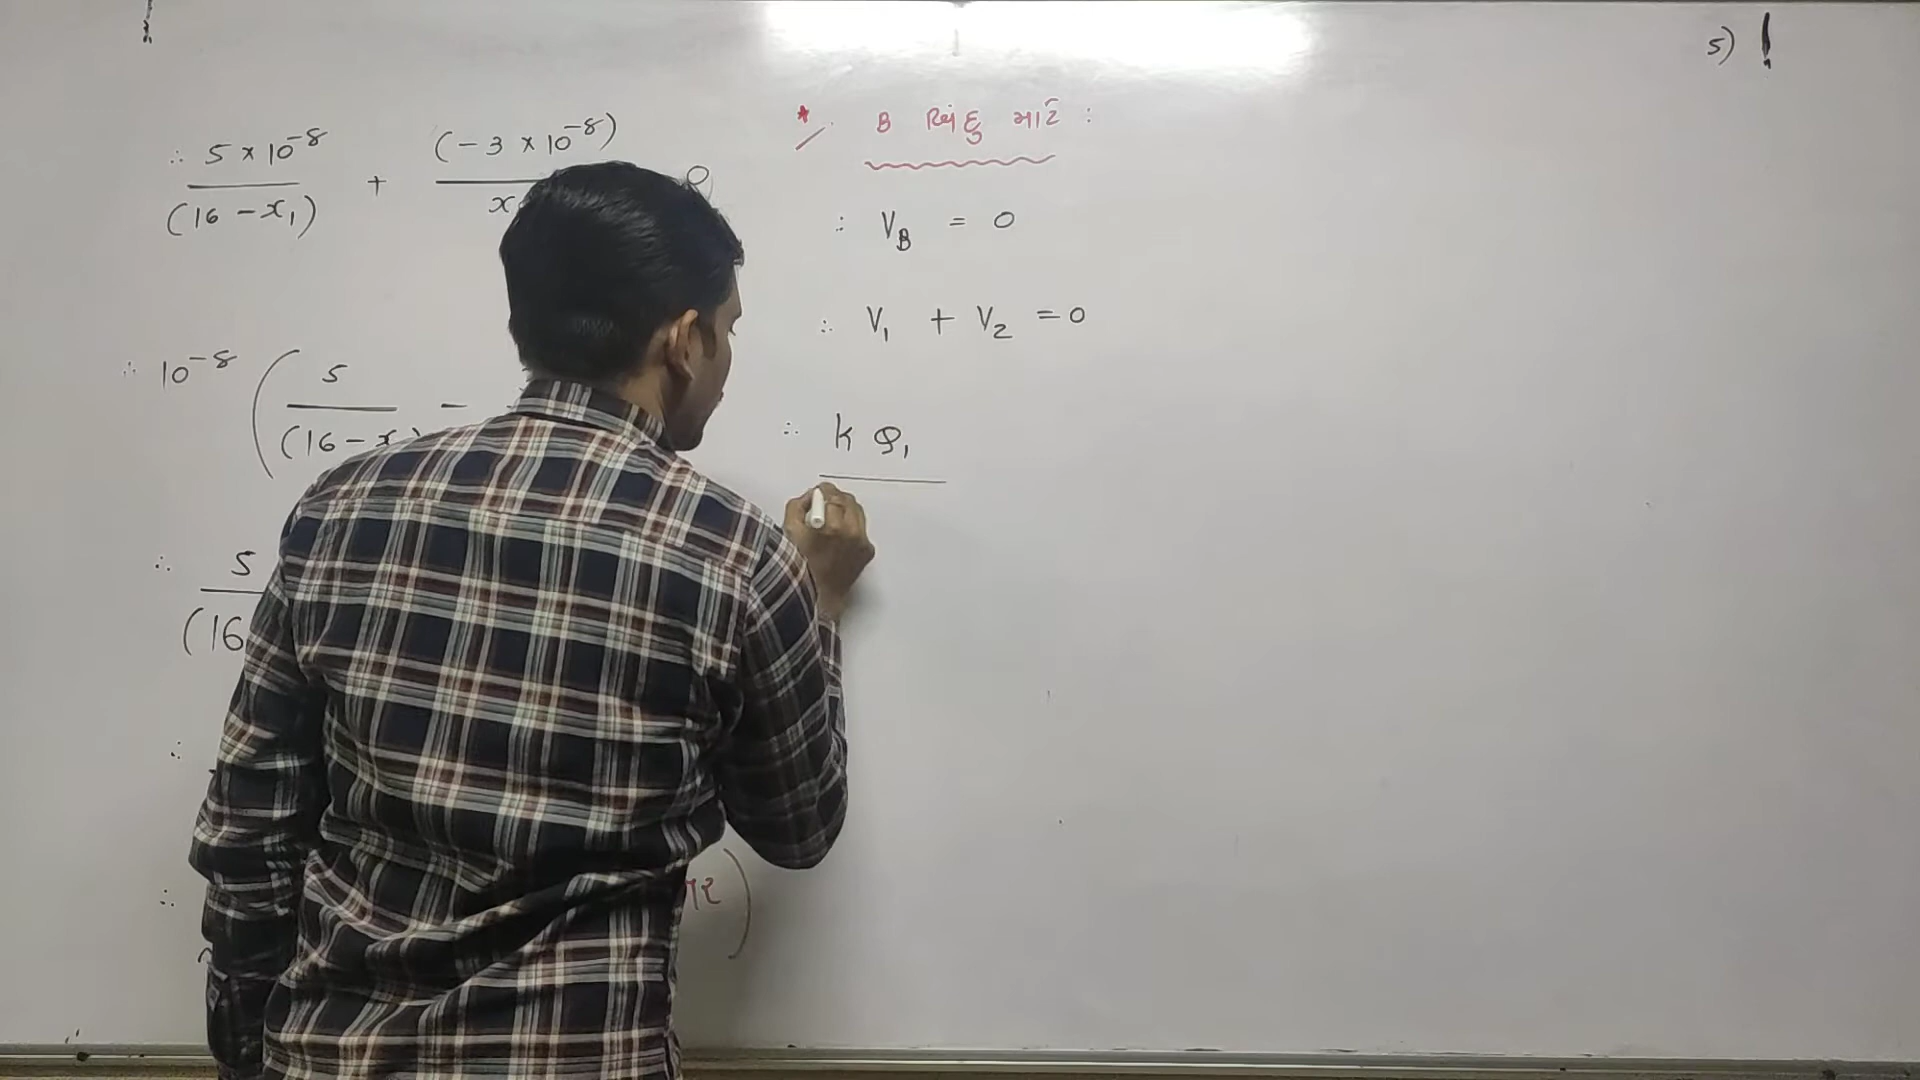 5) !
∴ 5 × 10⁻⁸ / (16 - x₁) + (-3 × 10⁻⁸) / x 0
∴ 10⁻⁸ ( 5 / (16 - x ) -
∴ 5 / (16
∴
∴ )
* B બિંદુ માટે :
∴ V_B = 0
∴ V₁ + V₂ = 0
∴ k Q₁